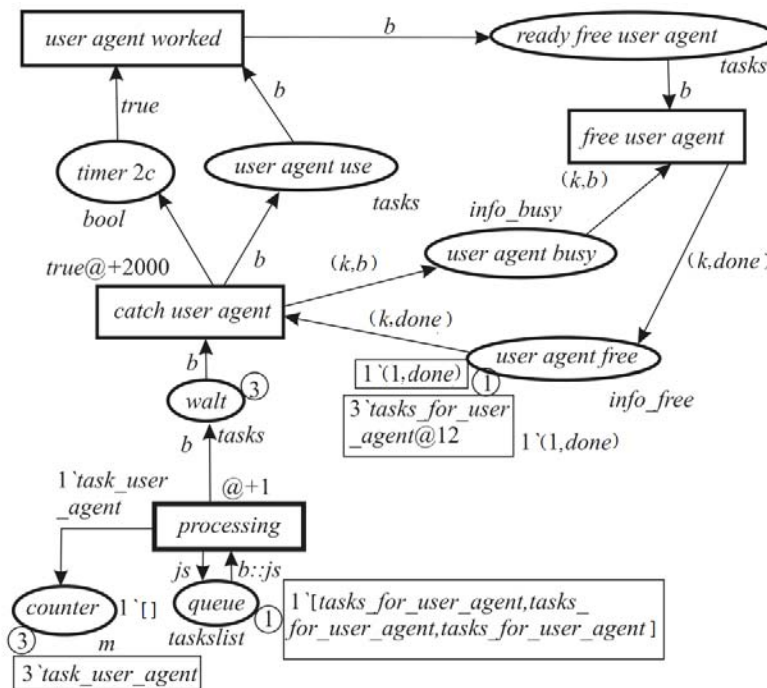 user agent worked
b
ready free user agent
tasks
true
b
b
free user agent
timer 2c
bool
user agent use
tasks
(k,b)
info_busy
user agent busy
true@+2000
b
(k,b)
(k,done)
catch user agent
(k,done)
user agent free
info_free
b
1`(1,done)
1
walt
3
3`tasks_for_user
_agent@12
1`(1,done)
b
tasks
1`task_user
_agent
@+1
processing
js
b::js
counter
1`[]
queue
1
1`[tasks_for_user_agent,tasks_
for_user_agent,tasks_for_user_agent]
3
m
taskslist
3`task_user_agent